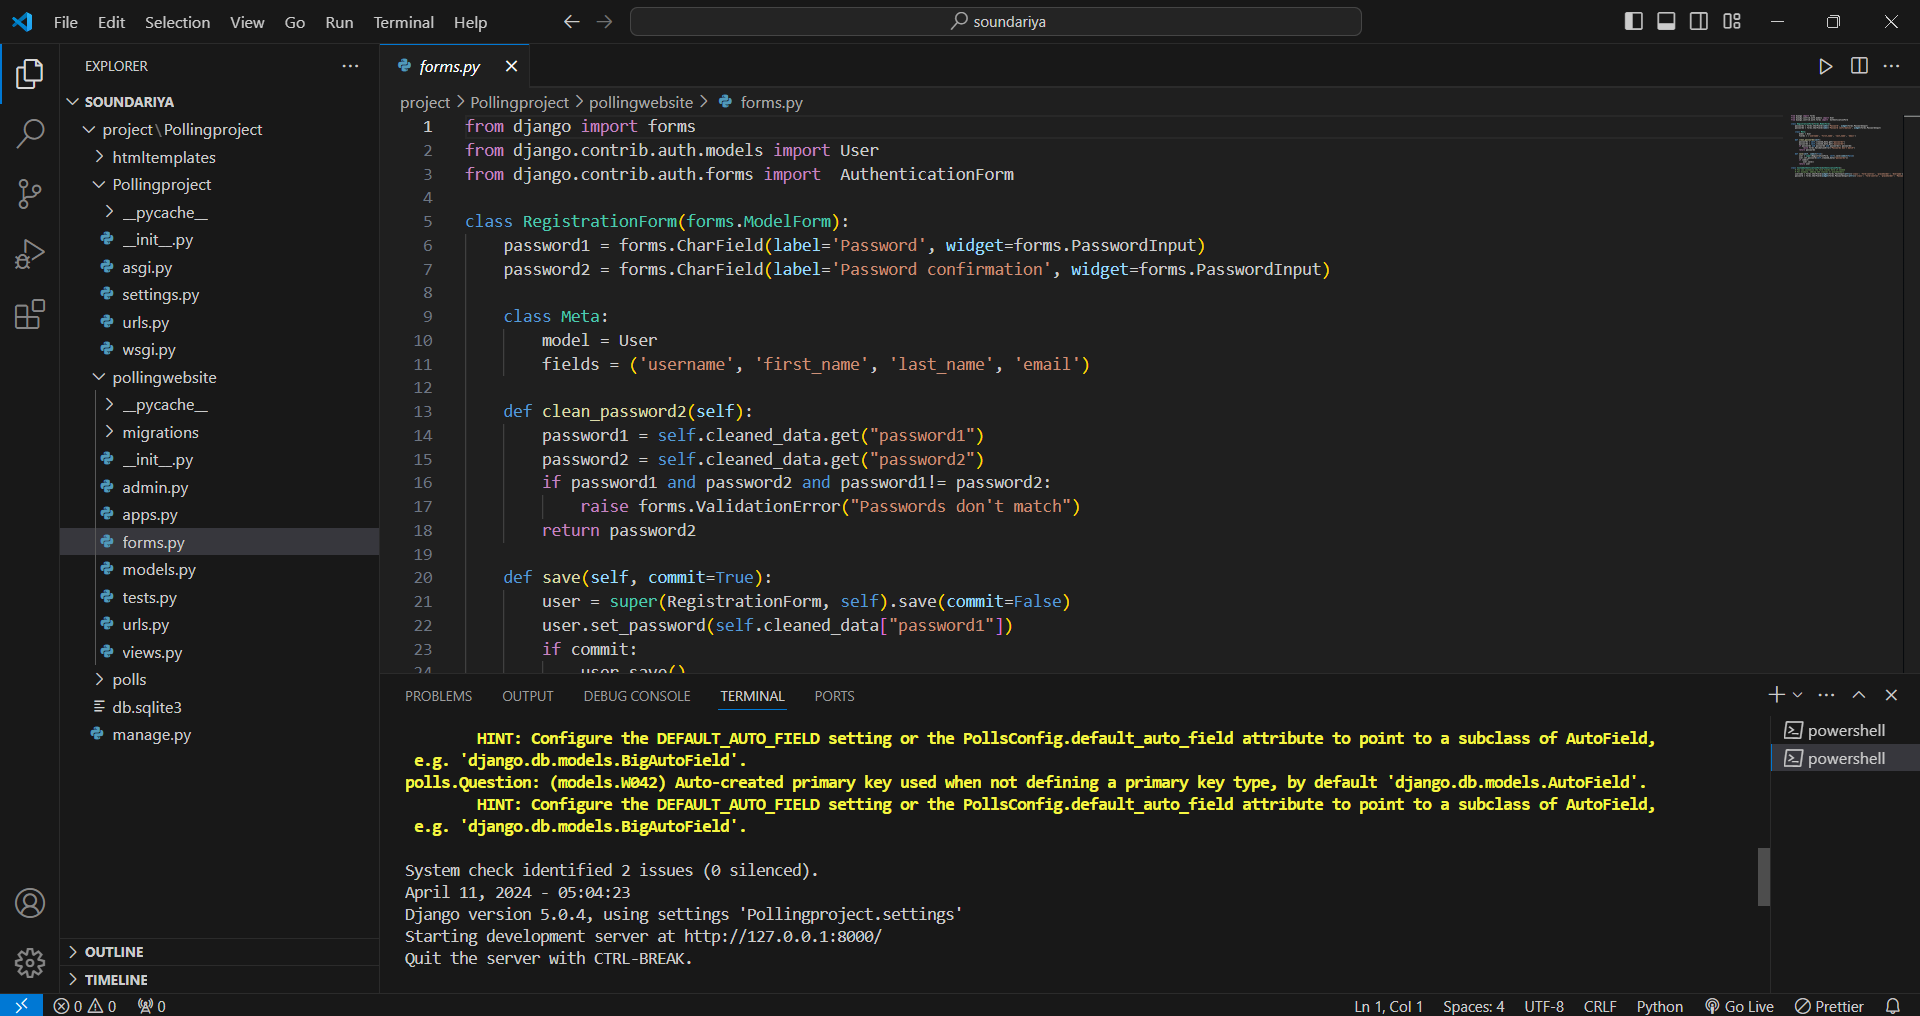 File Edit Selection View Go Run Terminal Help
soundariya
EXPLORER
SOUNDARIYA
project\Pollingproject
htmltemplates
Pollingproject
__pycache__
__init__.py
asgi.py
settings.py
urls.py
wsgi.py
pollingwebsite
__pycache__
migrations
__init__.py
admin.py
apps.py
forms.py
models.py
tests.py
urls.py
views.py
polls
db.sqlite3
manage.py
OUTLINE
TIMELINE
forms.py
project > Pollingproject > pollingwebsite > forms.py
1 from django import forms
2 from django.contrib.auth.models import User
3 from django.contrib.auth.forms import  AuthenticationForm
4
5 class RegistrationForm(forms.ModelForm):
6     password1 = forms.CharField(label='Password', widget=forms.PasswordInput)
7     password2 = forms.CharField(label='Password confirmation', widget=forms.PasswordInput)
8
9     class Meta:
10         model = User
11         fields = ('username', 'first_name', 'last_name', 'email')
12
13     def clean_password2(self):
14         password1 = self.cleaned_data.get("password1")
15         password2 = self.cleaned_data.get("password2")
16         if password1 and password2 and password1!= password2:
17             raise forms.ValidationError("Passwords don't match")
18         return password2
19
20     def save(self, commit=True):
21         user = super(RegistrationForm, self).save(commit=False)
22         user.set_password(self.cleaned_data["password1"])
23         if commit:
24             user.save()
PROBLEMS OUTPUT DEBUG CONSOLE TERMINAL PORTS
HINT: Configure the DEFAULT_AUTO_FIELD setting or the PollsConfig.default_auto_field attribute to point to a subclass of AutoField,
e.g. 'django.db.models.BigAutoField'.
polls.Question: (models.W042) Auto-created primary key used when not defining a primary key type, by default 'django.db.models.AutoField'.
HINT: Configure the DEFAULT_AUTO_FIELD setting or the PollsConfig.default_auto_field attribute to point to a subclass of AutoField,
e.g. 'django.db.models.BigAutoField'.
System check identified 2 issues (0 silenced).
April 11, 2024 - 05:04:23
Django version 5.0.4, using settings 'Pollingproject.settings'
Starting development server at http://127.0.0.1:8000/
Quit the server with CTRL-BREAK.
powershell
powershell
0 0 0
Ln 1, Col 1 Spaces: 4 UTF-8 CRLF Python Go Live Prettier